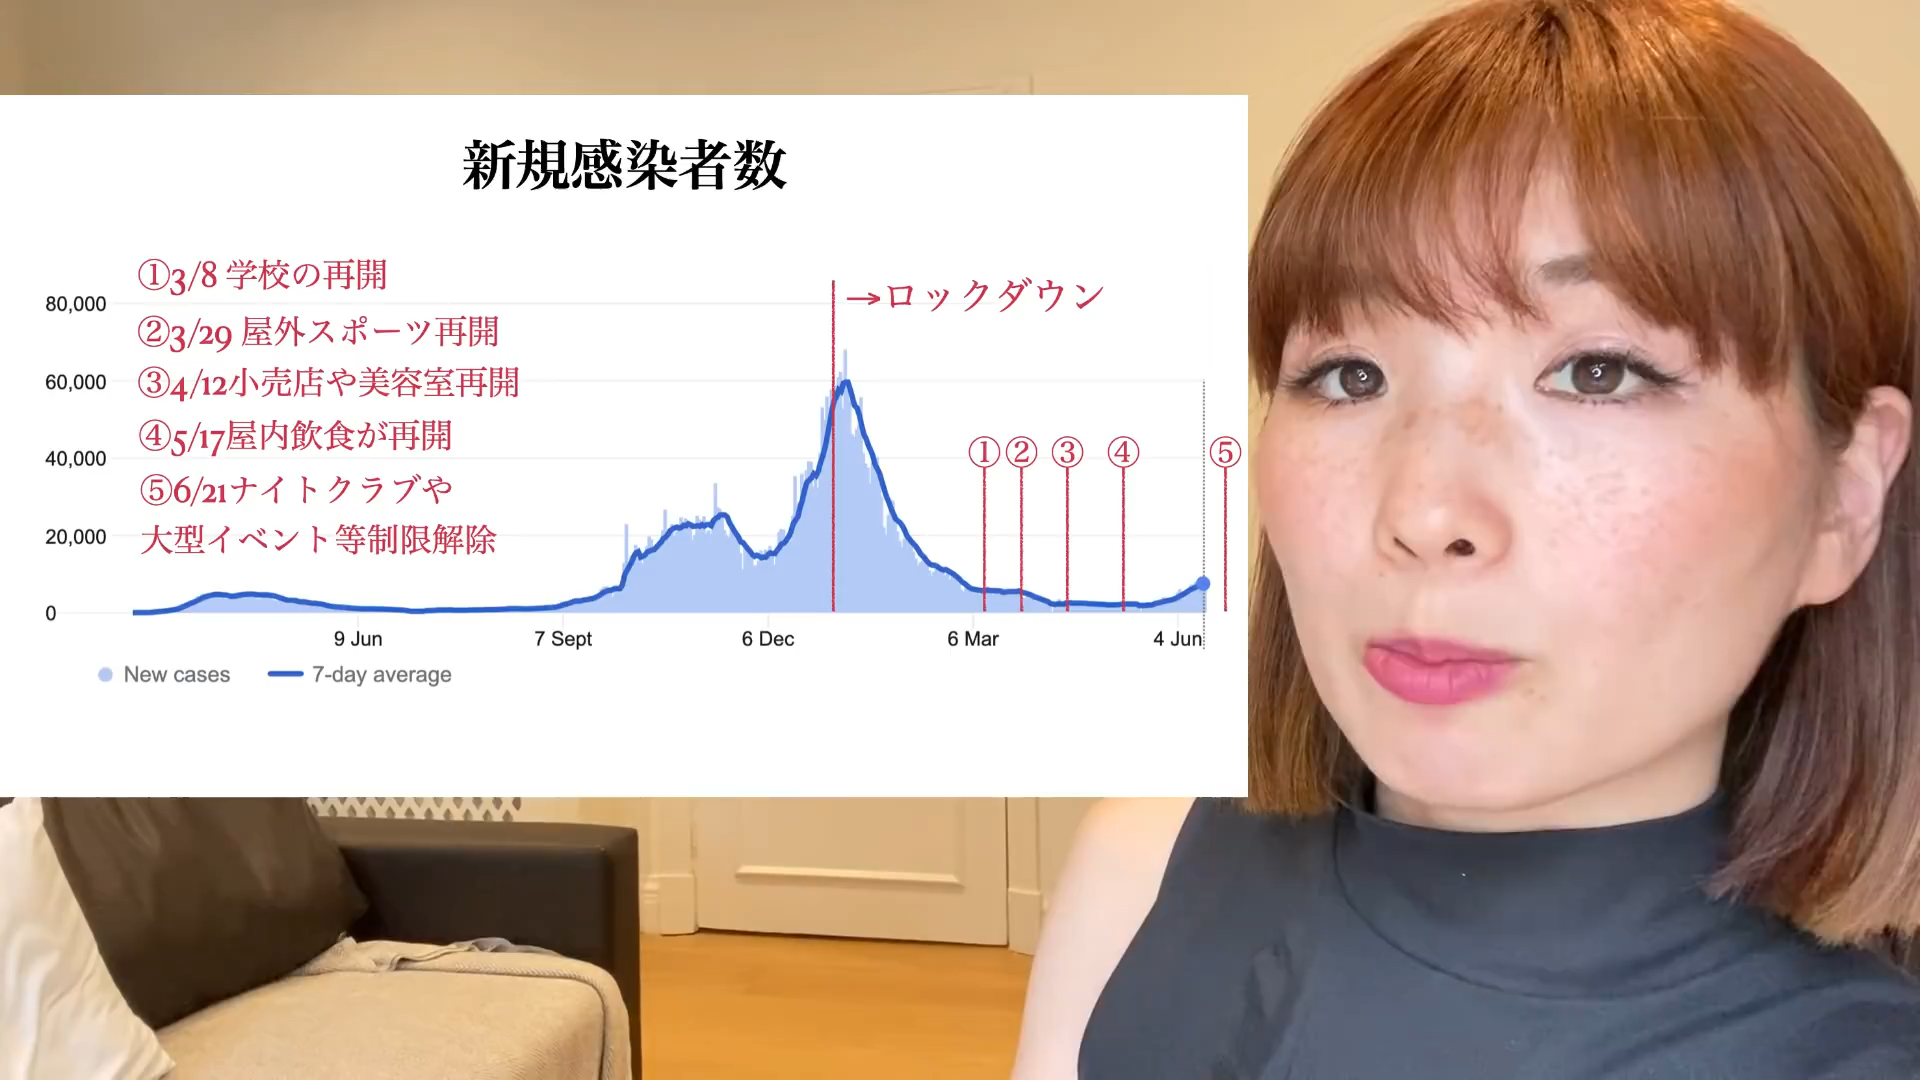 新規感染者数
①3/8 学校の再開
②3/29 屋外スポーツ再開
③4/12小売店や美容室再開
④5/17屋内飲食が再開
⑤6/21ナイトクラブや
大型イベント等制限解除
→ロックダウン
80,000
60,000
40,000
20,000
0
① ② ③ ④ ⑤
9 Jun 7 Sept 6 Dec 6 Mar 4 Jun
New cases 7-day average